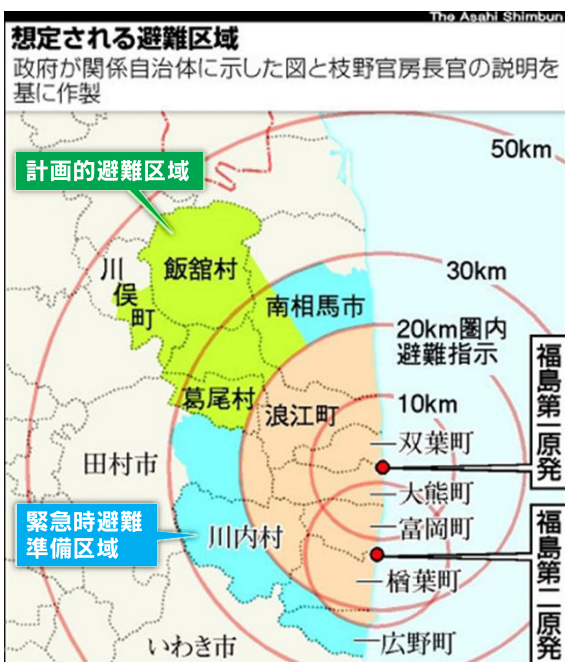 The Asahi Shimbun
想定される避難区域
政府が関係自治体に示した図と枝野官房長官の説明を
基に作製
50km
計画的避難区域
飯舘村
川
俣
町
30km
南相馬市
20km圏内
避難指示
福島第一原発
葛尾村
浪江町
10km
双葉町
田村市
大熊町
緊急時避難
準備区域
川内村
富岡町
福島第二原発
楢葉町
いわき市
広野町